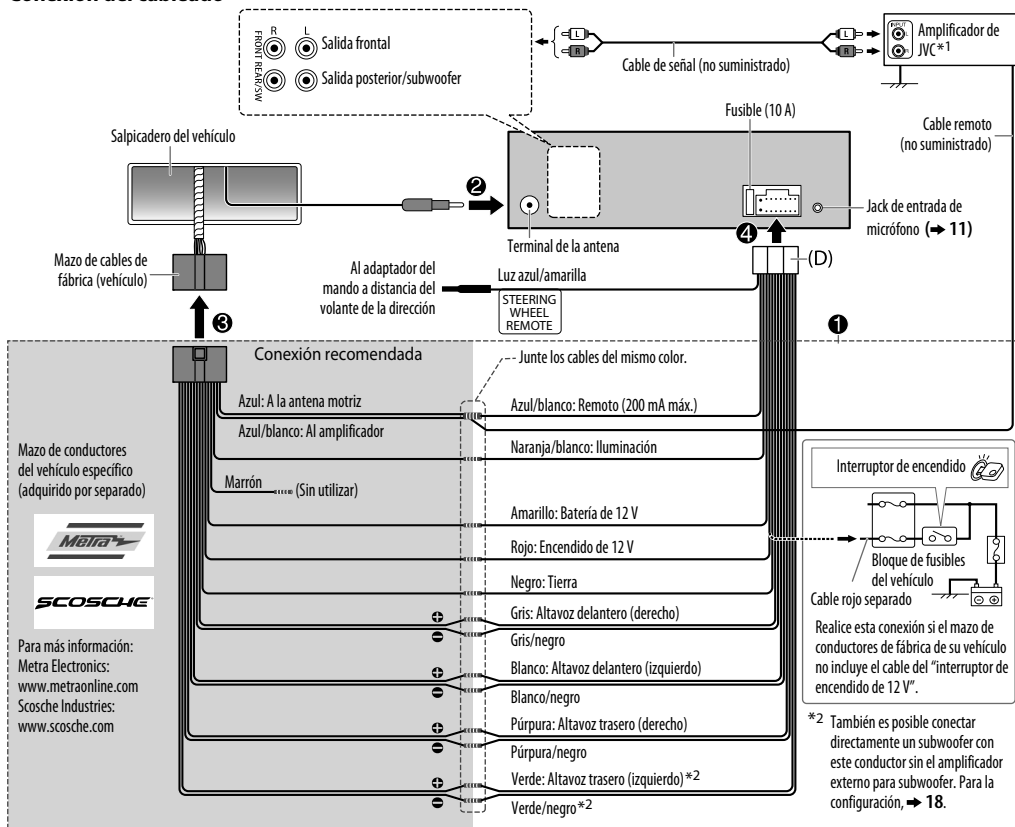 R L
FRONT REAR/SW
Salida frontal
Salida posterior/subwoofer
L
R
Cable de señal (no suministrado)
L
R
INPUT
L
R
Amplificador de
JVC*1
Cable remoto
(no suministrado)
Fusible (10 A)
Salpicadero del vehículo
2
Terminal de la antena
4
Jack de entrada de
micrófono (➜ 11)
(D)
Mazo de cables de
fábrica (vehículo)
Al adaptador del
mando a distancia del
volante de la dirección
Luz azul/amarilla
STEERING
WHEEL
REMOTE
3
1
Conexión recomendada
Junte los cables del mismo color.
Azul: A la antena motriz
Azul/blanco: Al amplificador
Azul/blanco: Remoto (200 mA máx.)
Naranja/blanco: Iluminación
Marrón
(Sin utilizar)
Amarillo: Batería de 12 V
Rojo: Encendido de 12 V
Negro: Tierra
Gris: Altavoz delantero (derecho)
Gris/negro
Blanco: Altavoz delantero (izquierdo)
Blanco/negro
Púrpura: Altavoz trasero (derecho)
Púrpura/negro
Verde: Altavoz trasero (izquierdo)*2
Verde/negro*2
Mazo de conductores
del vehículo específico
(adquirido por separado)
Metra
SCOSCHE
Para más información:
Metra Electronics:
www.metraonline.com
Scosche Industries:
www.scosche.com
Interruptor de encendido
Bloque de fusibles
del vehículo
Cable rojo separado
Realice esta conexión si el mazo de
conductores de fábrica de su vehículo
no incluye el cable del “interruptor de
encendido de 12 V”.
*2 También es posible conectar
directamente un subwoofer con
este conductor sin el amplificador
externo para subwoofer. Para la
configuración, ➜ 18.